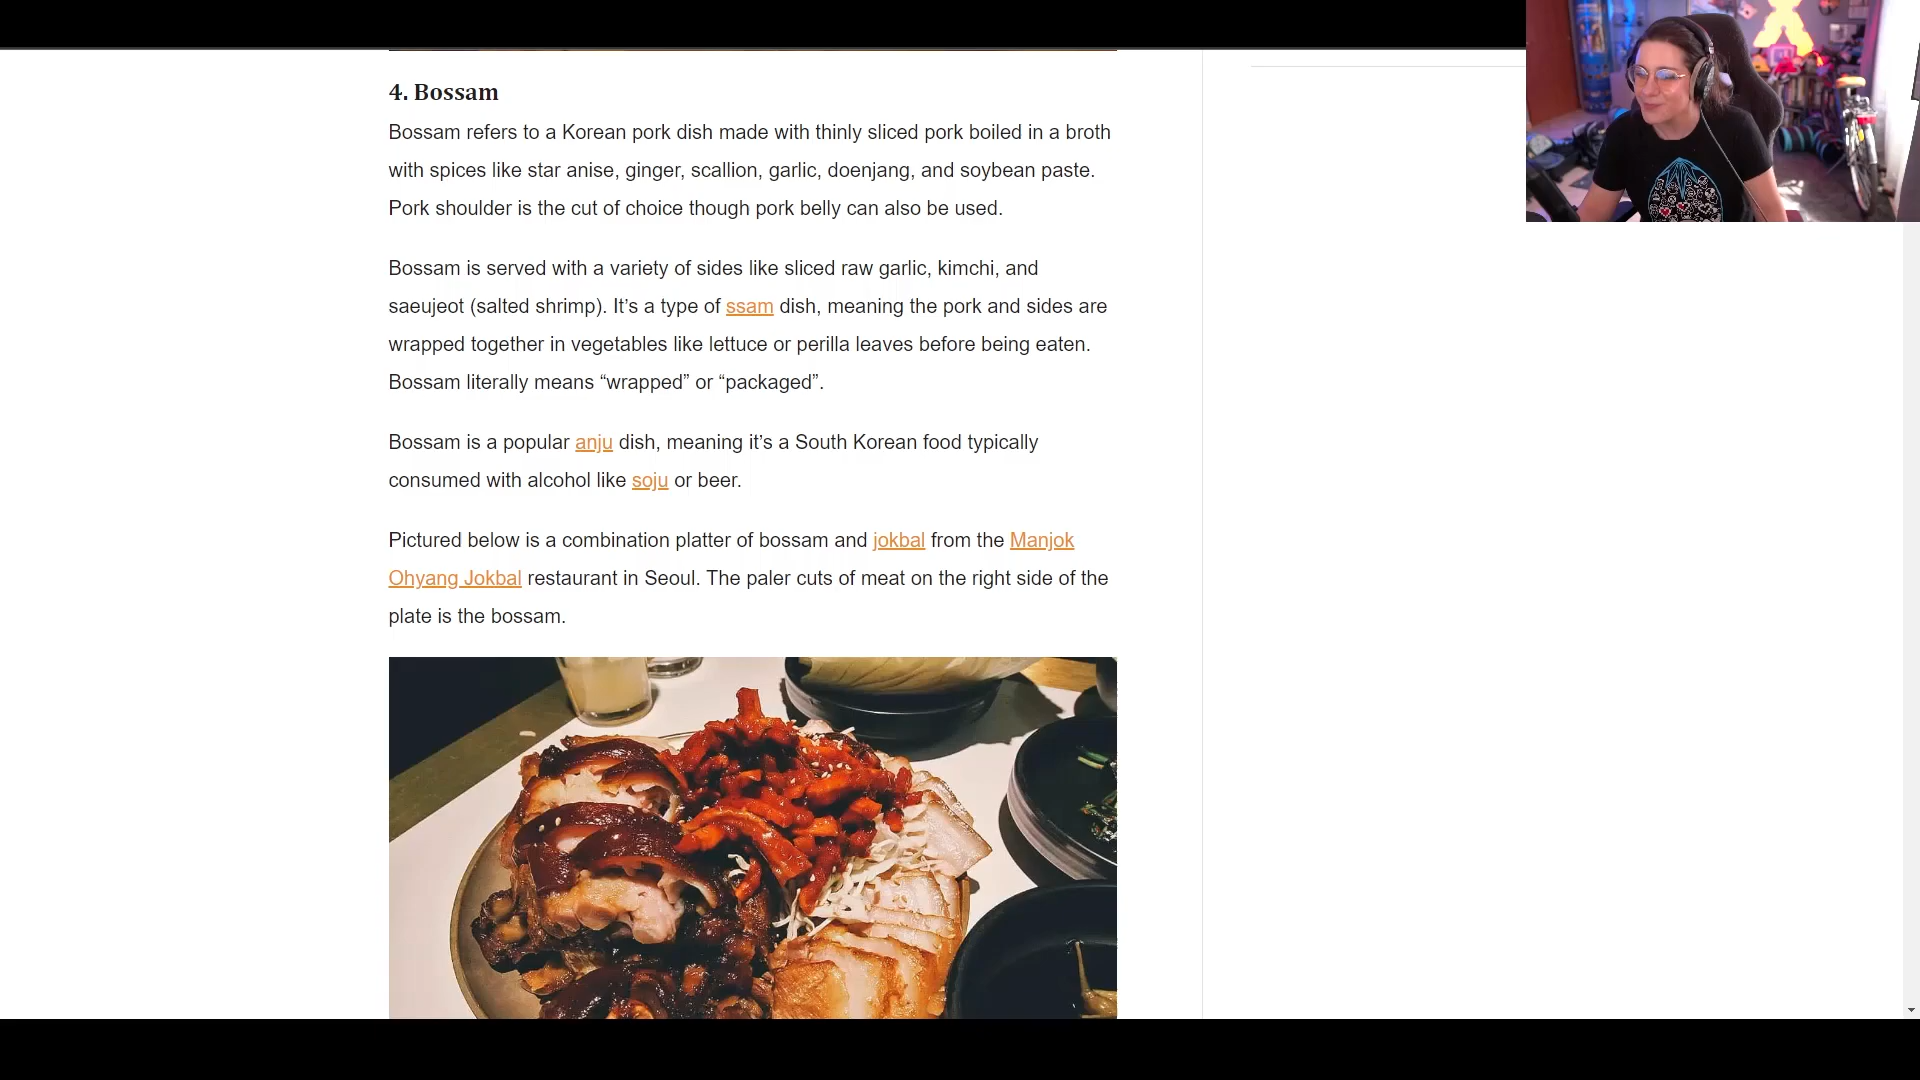 4. Bossam
Bossam refers to a Korean pork dish made with thinly sliced pork boiled in a broth
with spices like star anise, ginger, scallion, garlic, doenjang, and soybean paste.
Pork shoulder is the cut of choice though pork belly can also be used.
Bossam is served with a variety of sides like sliced raw garlic, kimchi, and
saeujeot (salted shrimp). It’s a type of ssam dish, meaning the pork and sides are
wrapped together in vegetables like lettuce or perilla leaves before being eaten.
Bossam literally means “wrapped” or “packaged”.
Bossam is a popular anju dish, meaning it’s a South Korean food typically
consumed with alcohol like soju or beer.
Pictured below is a combination platter of bossam and jokbal from the Manjok
Ohyang Jokbal restaurant in Seoul. The paler cuts of meat on the right side of the
plate is the bossam.